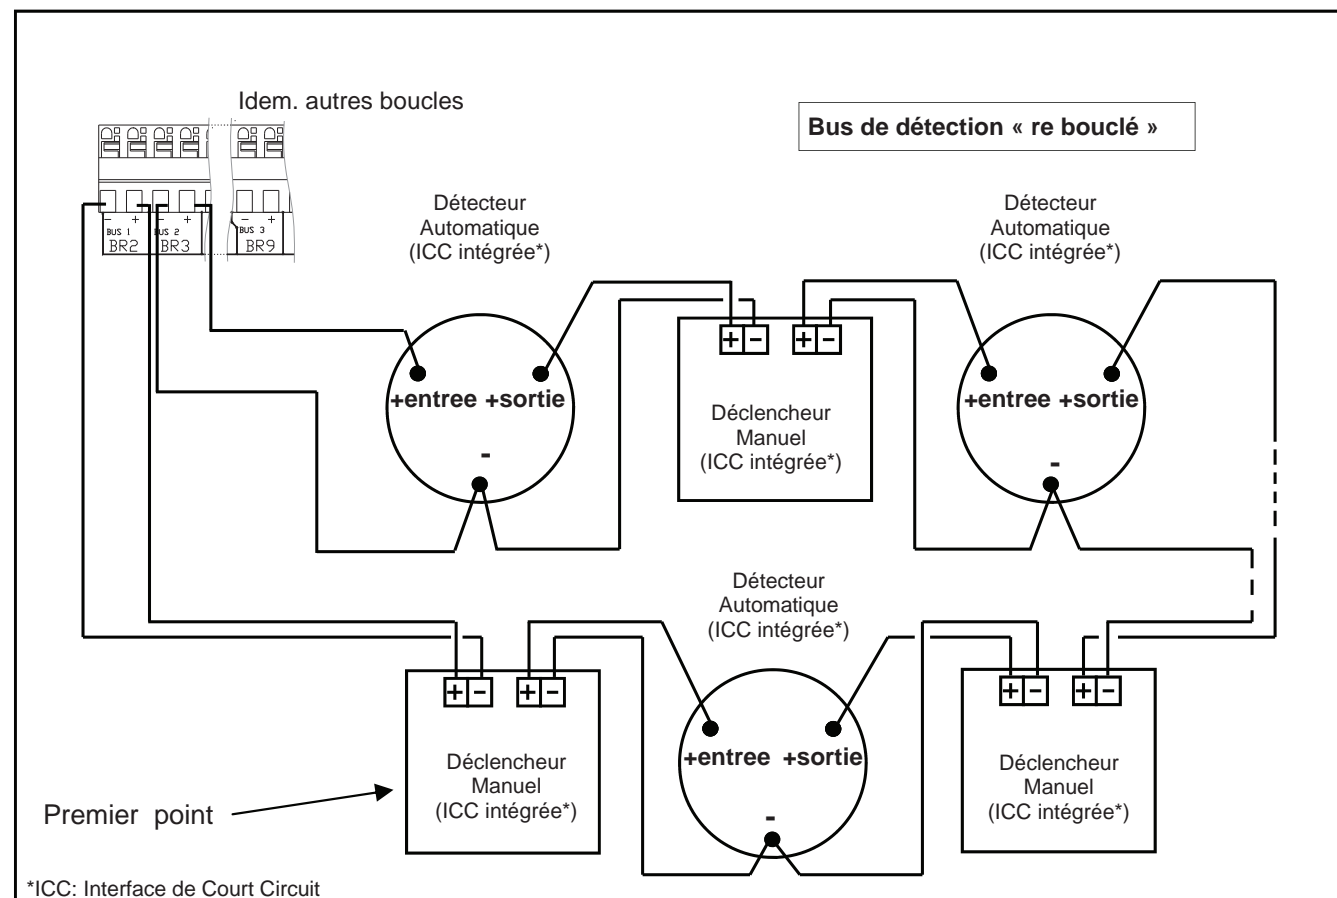 Idem. autres boucles
Bus de détection « re bouclé »
- + - + - +
BUS 1 BUS 2 BUS 3
BR2 BR3 BR9
Détecteur
Automatique
(ICC intégrée*)
Détecteur
Automatique
(ICC intégrée*)
+ - + -
+entree +sortie
-
Déclencheur
Manuel
(ICC intégrée*)
+entree +sortie
-
Détecteur
Automatique
(ICC intégrée*)
+ - + -
+ - + -
Déclencheur
Manuel
(ICC intégrée*)
+entree +sortie
-
Déclencheur
Manuel
(ICC intégrée*)
Premier point
*ICC: Interface de Court Circuit